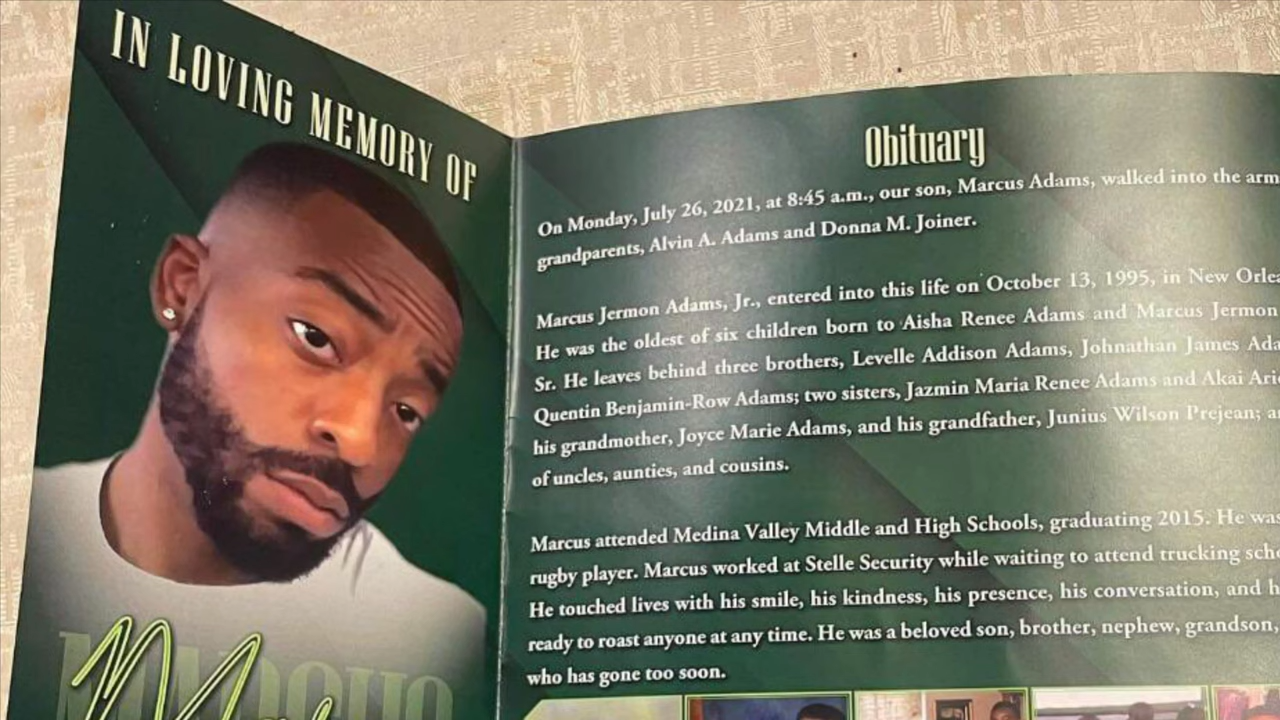 IN LOVING MEMORY OF
Obituary
On Monday, July 26, 2021, at 8:45 a.m., our son, Marcus Adams, walked into the arm
grandparents, Alvin A. Adams and Donna M. Joiner.
Marcus Jermon Adams, Jr., entered into this life on October 13, 1995, in New Orlea
He was the oldest of six children born to Aisha Renee Adams and Marcus Jermon
Sr. He leaves behind three brothers, Levelle Addison Adams, Johnathan James Ada
Quentin Benjamin-Row Adams; two sisters, Jazmin Maria Renee Adams and Akai Arie
his grandmother, Joyce Marie Adams, and his grandfather, Junius Wilson Prejean; a
of uncles, aunties, and cousins.
Marcus attended Medina Valley Middle and High Schools, graduating 2015. He was
rugby player. Marcus worked at Stelle Security while waiting to attend trucking scho
He touched lives with his smile, his kindness, his presence, his conversation, and h
ready to roast anyone at any time. He was a beloved son, brother, nephew, grandson,
who has gone too soon.